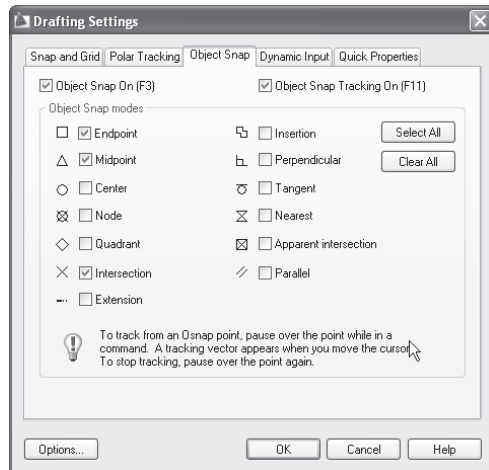 Drafting Settings
Snap and Grid Polar Tracking Object Snap Dynamic Input Quick Properties
Object Snap On (F3) Object Snap Tracking On (F11)
Object Snap modes
Endpoint Insertion Select All
Midpoint Perpendicular Clear All
Center Tangent
Node Nearest
Quadrant Apparent intersection
Intersection Parallel
Extension
To track from an Osnap point, pause over the point while in a
command. A tracking vector appears when you move the cursor.
To stop tracking, pause over the point again.
Options... OK Cancel Help